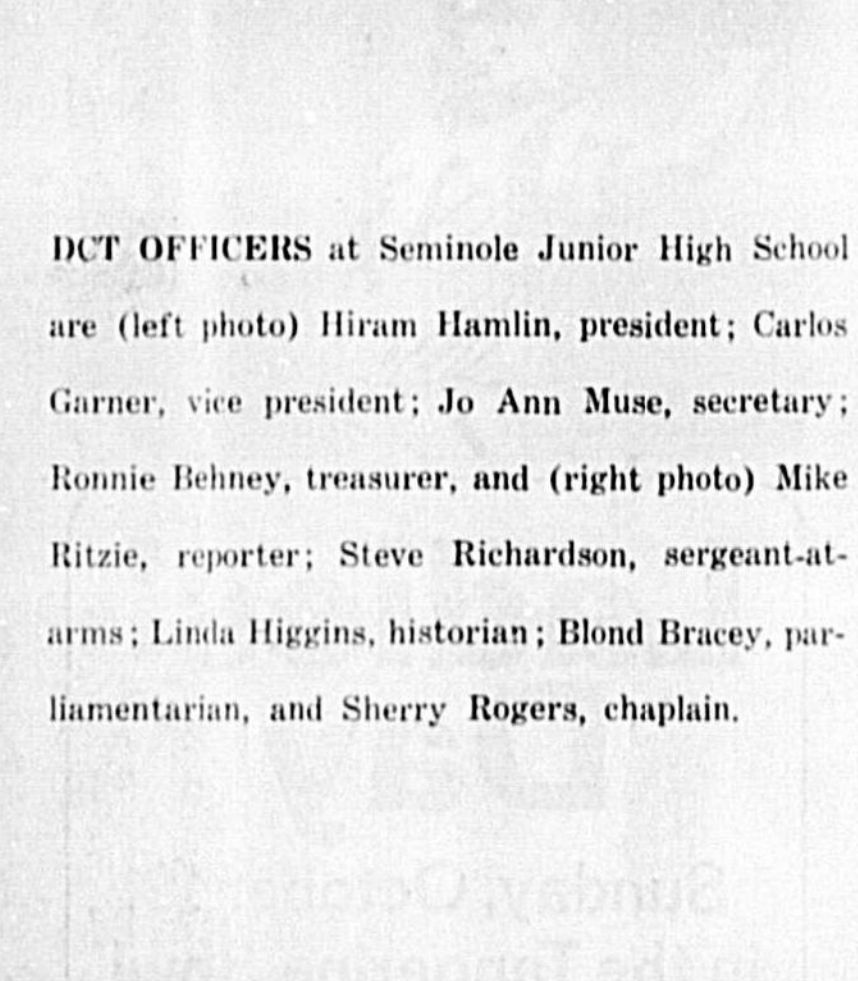 DCT OFFICERS at Seminole Junior High School
are (left photo) Hiram Hamlin, president; Carlos
Garner, vice president; Jo Ann Muse, secretary;
Ronnie Behney, treasurer, and (right photo) Mike
Ritzie, reporter; Steve Richardson, sergeant-at-
arms; Linda Higgins, historian; Blond Bracey, par-
liamentarian, and Sherry Rogers, chaplain.